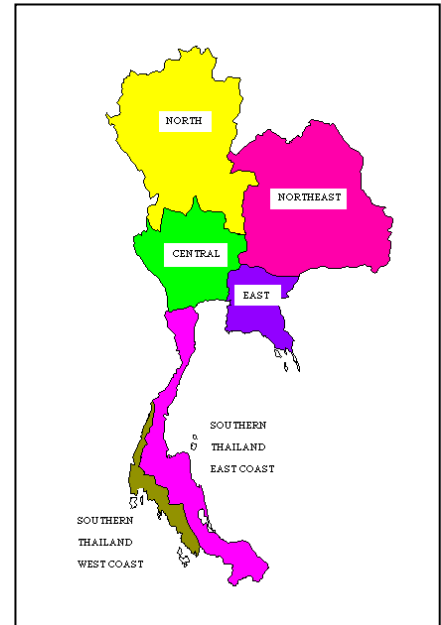 NORTH
NORTHEAST
CENTRAL
EAST
SOUTHERN
THAILAND
EAST COAST
SOUTHERN
THAILAND
WEST COAST